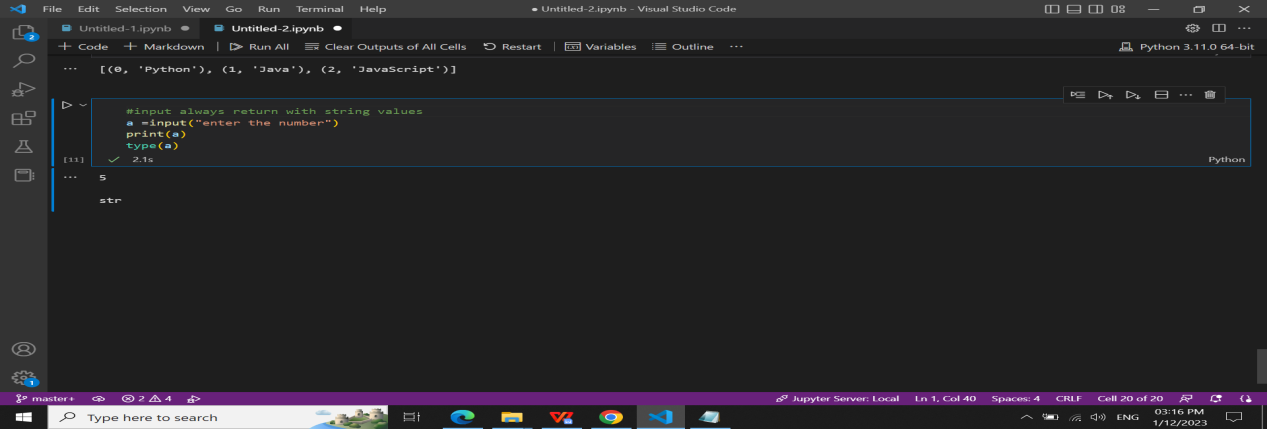 File Edit Selection View Go Run Terminal Help ● Untitled-2.ipynb - Visual Studio Code
Untitled-1.ipynb ● Untitled-2.ipynb ●
+ Code + Markdown | Run All Clear Outputs of All Cells Restart | Variables Outline ···
Python 3.11.0 64-bit
··· [(0, 'Python'), (1, 'Java'), (2, 'JavaScript')]
#input always return with string values
a =input("enter the number")
print(a)
type(a)
[11] ✓ 2.1s Python
··· 5
str
2
1
master+ 2 4 Jupyter Server: Local Ln 1, Col 40 Spaces: 4 CRLF Cell 20 of 20
Type here to search ENG 03:16 PM
1/12/2023